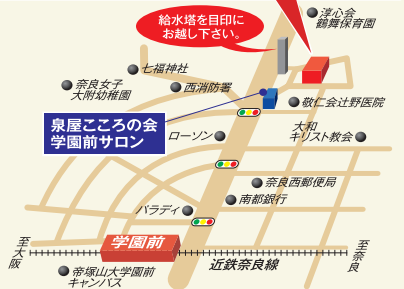 給水塔を目印に
お越し下さい。
淳心会
鶴舞保育園
七福神社
奈良女子
大附幼稚園
西消防署
敬仁会辻野医院
泉屋こころの会
学園前サロン
ローソン
大和
キリスト教会
奈良西郵便局
南都銀行
パラディ
学園前
至大阪
近鉄奈良線
至奈良
帝塚山大学園前
キャンバス